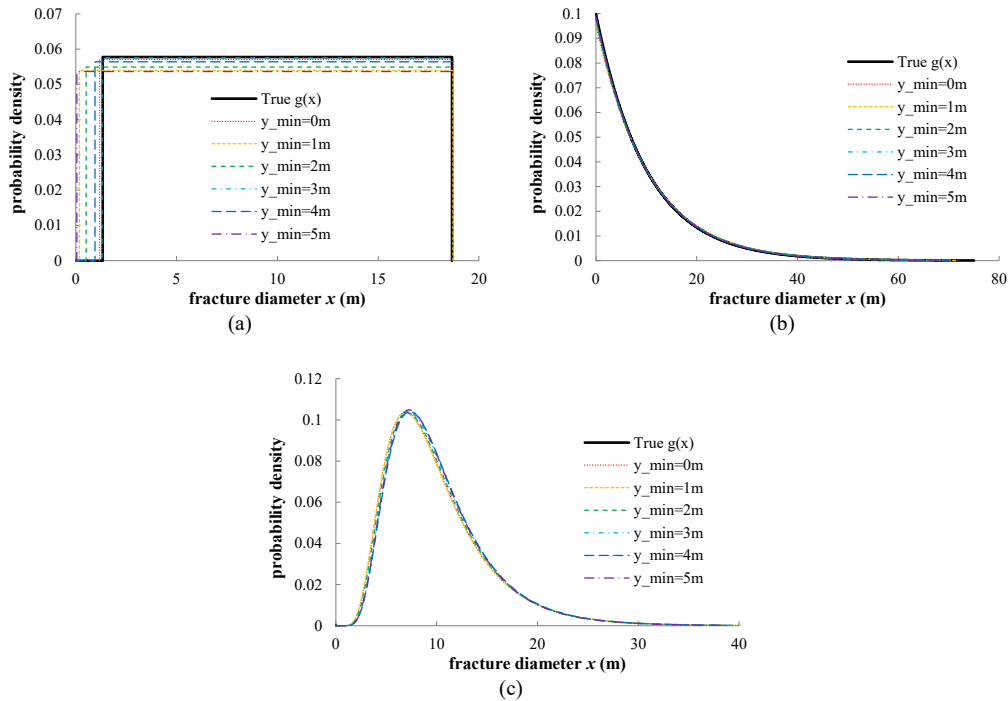 0.07
0.06
0.05
0.04
0.03
0.02
0.01
0
probability density
True g(x)
y_min=0m
y_min=1m
y_min=2m
y_min=3m
y_min=4m
y_min=5m
0 5 10 15 20
fracture diameter x (m)
(a)
0.1
0.09
0.08
0.07
0.06
0.05
0.04
0.03
0.02
0.01
0
probability density
True g(x)
y_min=0m
y_min=1m
y_min=2m
y_min=3m
y_min=4m
y_min=5m
0 20 40 60 80
fracture diameter x (m)
(b)
0.12
0.1
0.08
0.06
0.04
0.02
0
probability density
True g(x)
y_min=0m
y_min=1m
y_min=2m
y_min=3m
y_min=4m
y_min=5m
0 10 20 30 40
fracture diameter x (m)
(c)